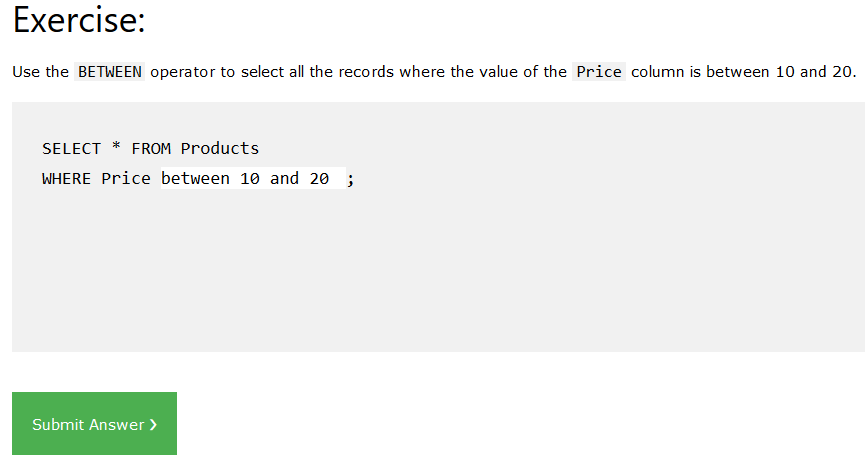 Exercise:
Use the BETWEEN operator to select all the records where the value of the Price column is between 10 and 20.
SELECT * FROM Products
WHERE Price between 10 and 20 ;
Submit Answer ❯